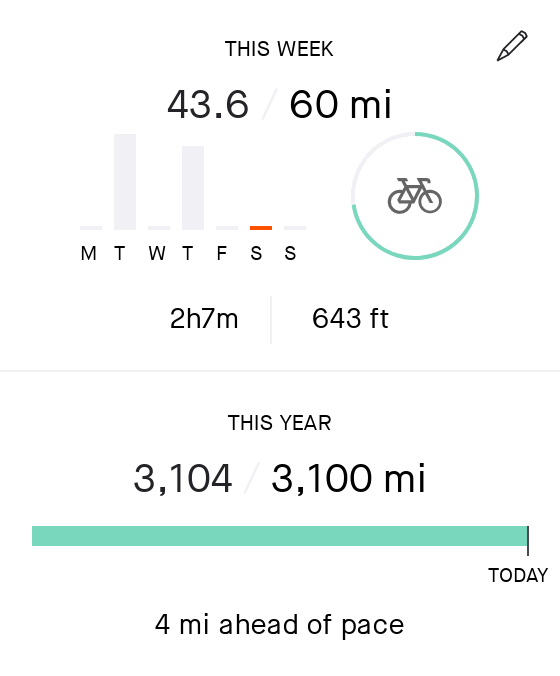 THIS WEEK
43.6 / 60 mi
M T W T F S S
2h7m 643 ft
THIS YEAR
3,104 / 3,100 mi
TODAY
4 mi ahead of pace